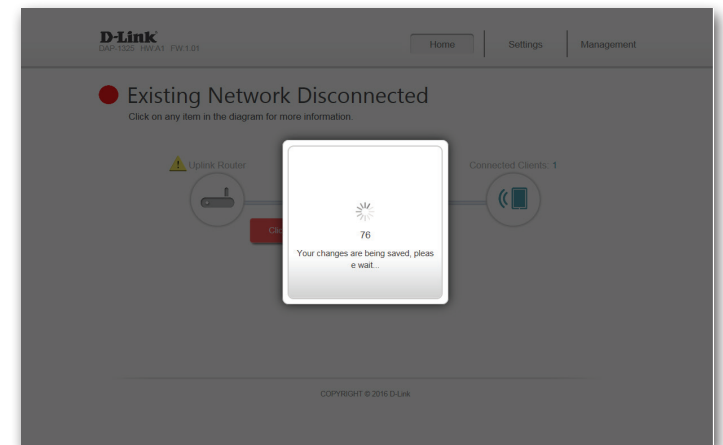 D-Link
DAP-1325 HW:A1 FW:1.01
Home Settings Management
Existing Network Disconnected
Click on any item in the diagram for more information.
Uplink Router
Connected Clients: 1
76
Your changes are being saved, pleas
e wait...
COPYRIGHT © 2016 D-Link